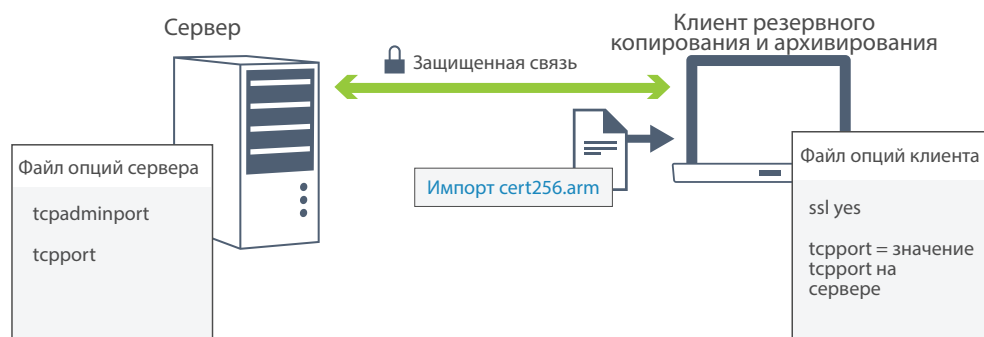 Сервер
Клиент резервного
копирования и архивирования
Защищенная связь
Файл опций сервера
tcpadminport
tcpport
Импорт cert256.arm
Файл опций клиента
ssl yes
tcpport = значение
tcpport на
сервере